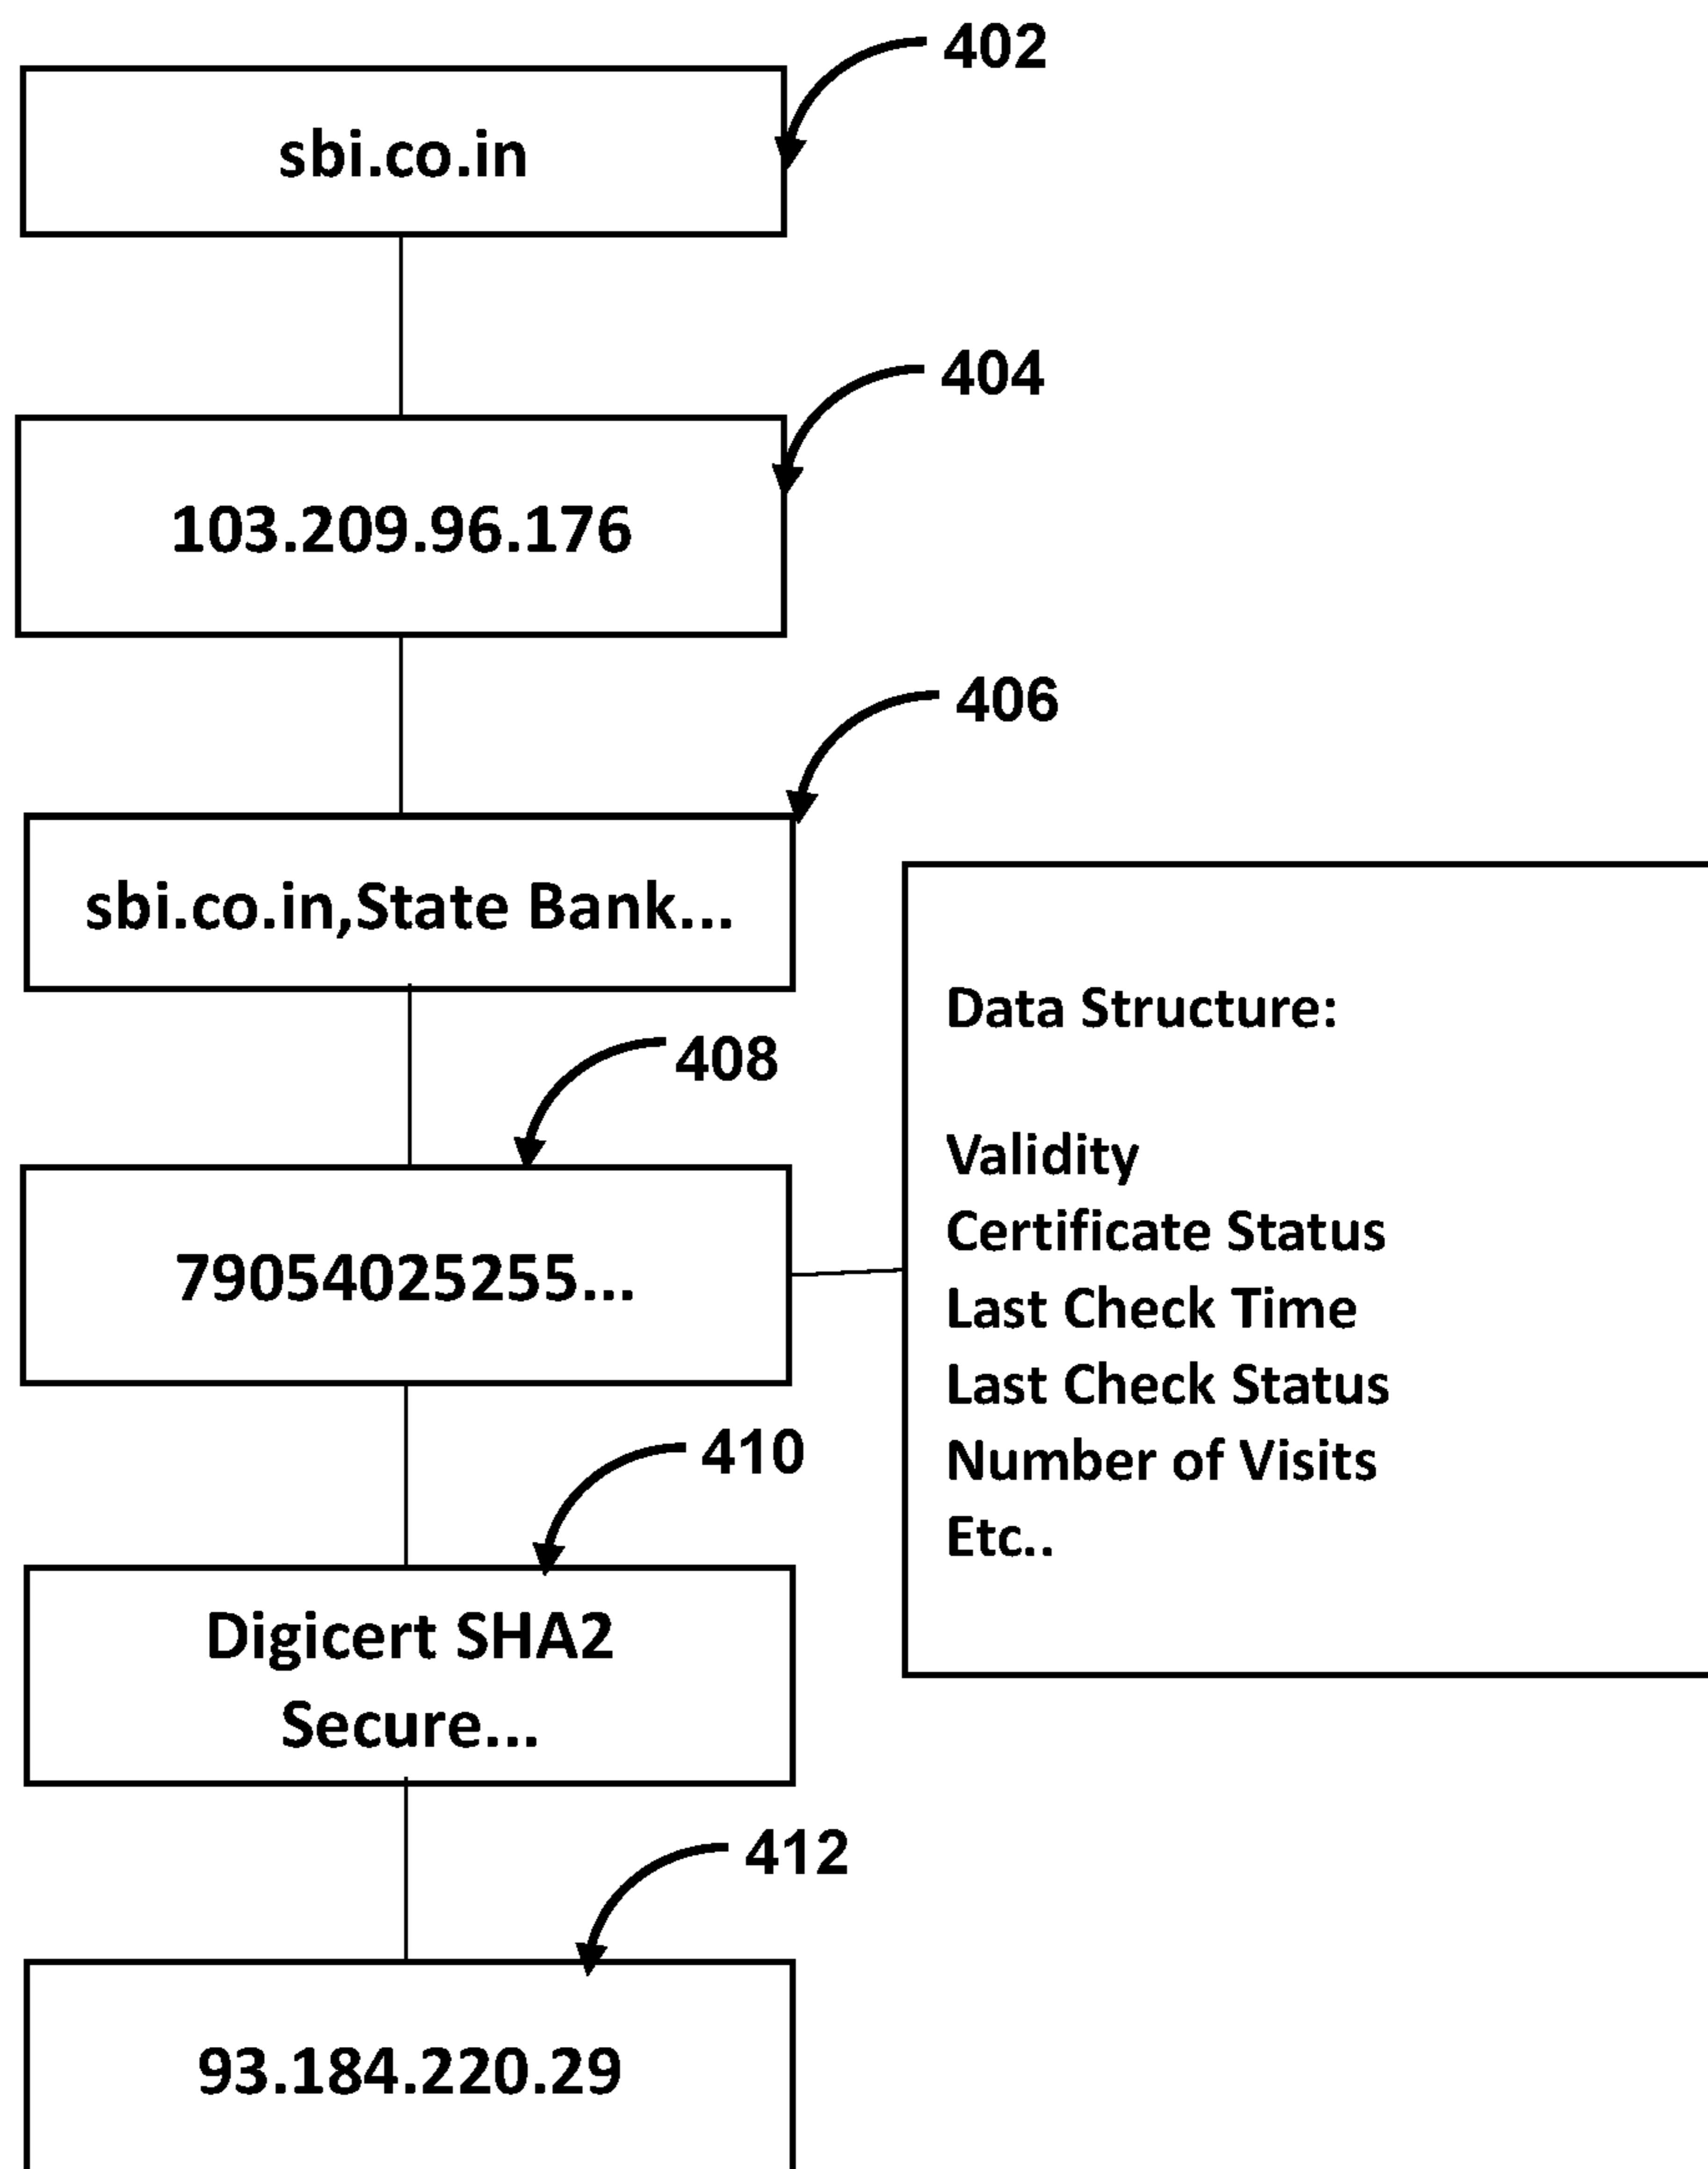 402
sbi.co.in
404
103.209.96.176
406
sbi.co.in,State Bank...
408
79054025255...
Data Structure:
Validity
Certificate Status
Last Check Time
Last Check Status
Number of Visits
Etc..
410
Digicert SHA2
Secure...
412
93.184.220.29